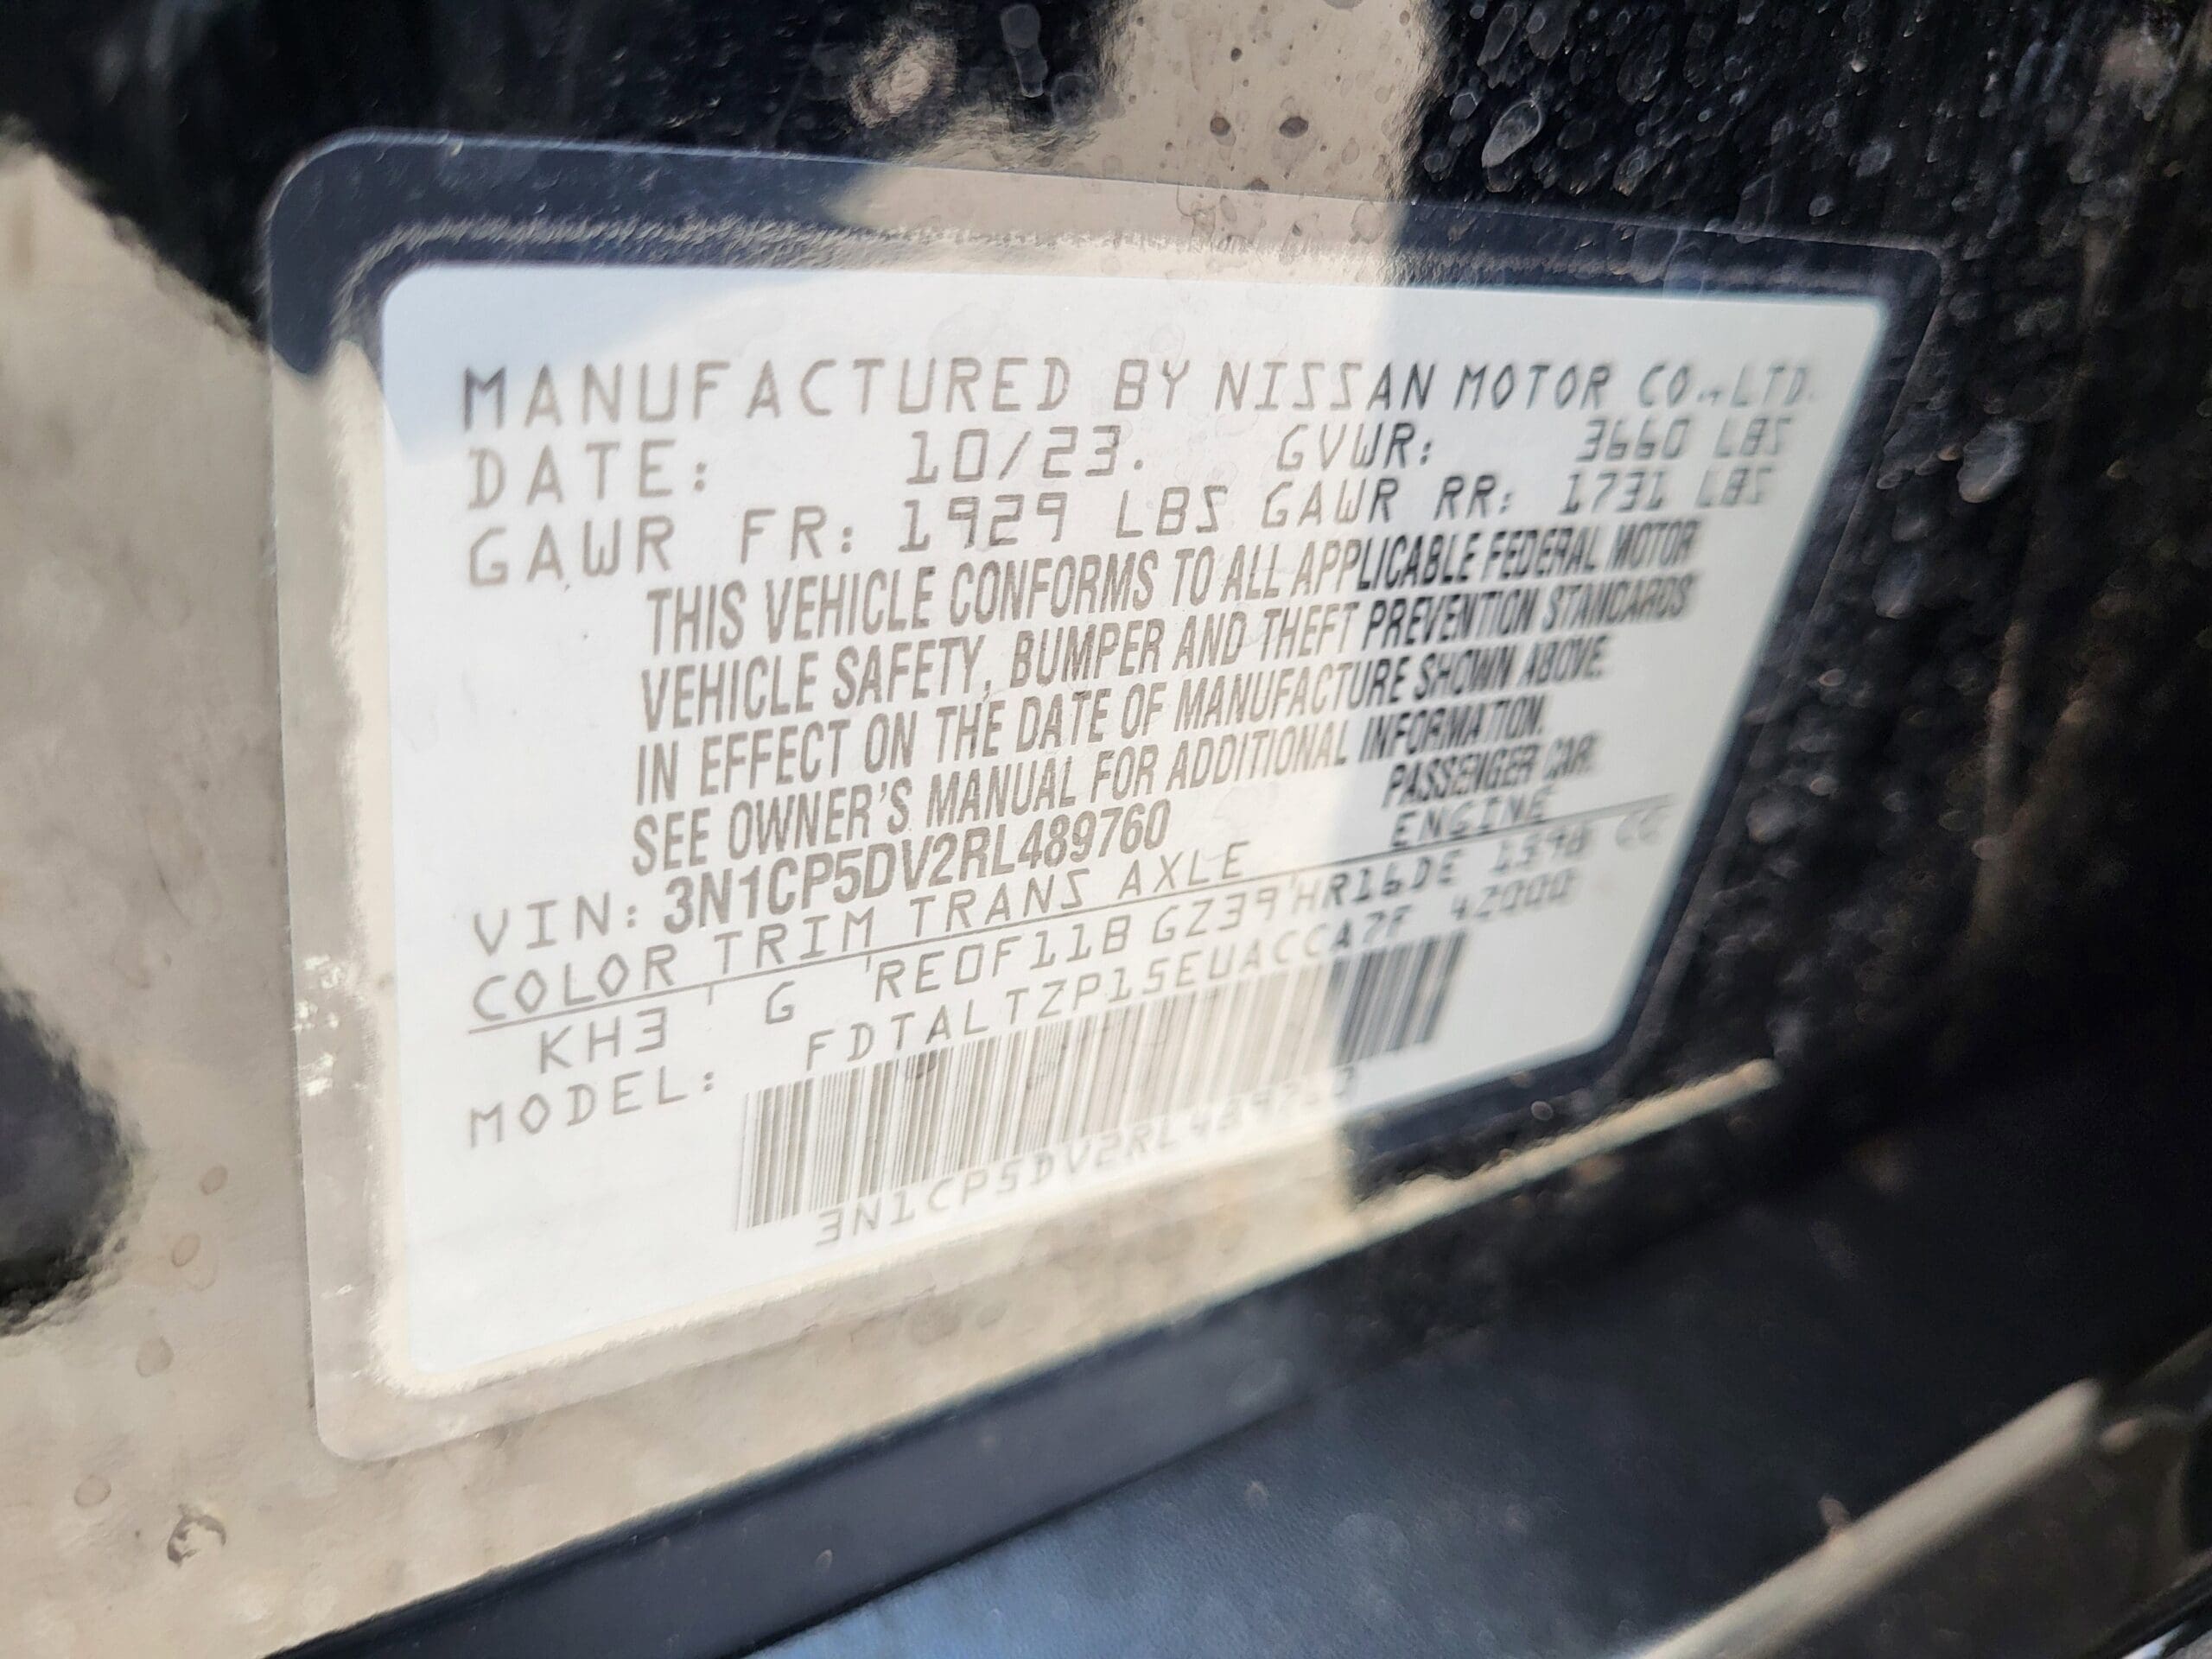 MANUFACTURED BY NISSAN MOTOR CO., LTD.
DATE: 10/23. GVWR: 3660 LBS
GAWR FR: 1929 LBS GAWR RR: 1731 LBS
THIS VEHICLE CONFORMS TO ALL APPLICABLE FEDERAL MOTOR
VEHICLE SAFETY, BUMPER AND THEFT PREVENTION STANDARDS
IN EFFECT ON THE DATE OF MANUFACTURE SHOWN ABOVE.
SEE OWNER'S MANUAL FOR ADDITIONAL INFORMATION.
VIN: 3N1CP5DV2RL489760 PASSENGER CAR
COLOR TRIM TRANS AXLE ENGINE
KH3 G RE0F11B GZ39 HR16DE 1598 CC
MODEL: FDTALTZP15EUACCA7F 42000
3N1CP5DV2RL489760